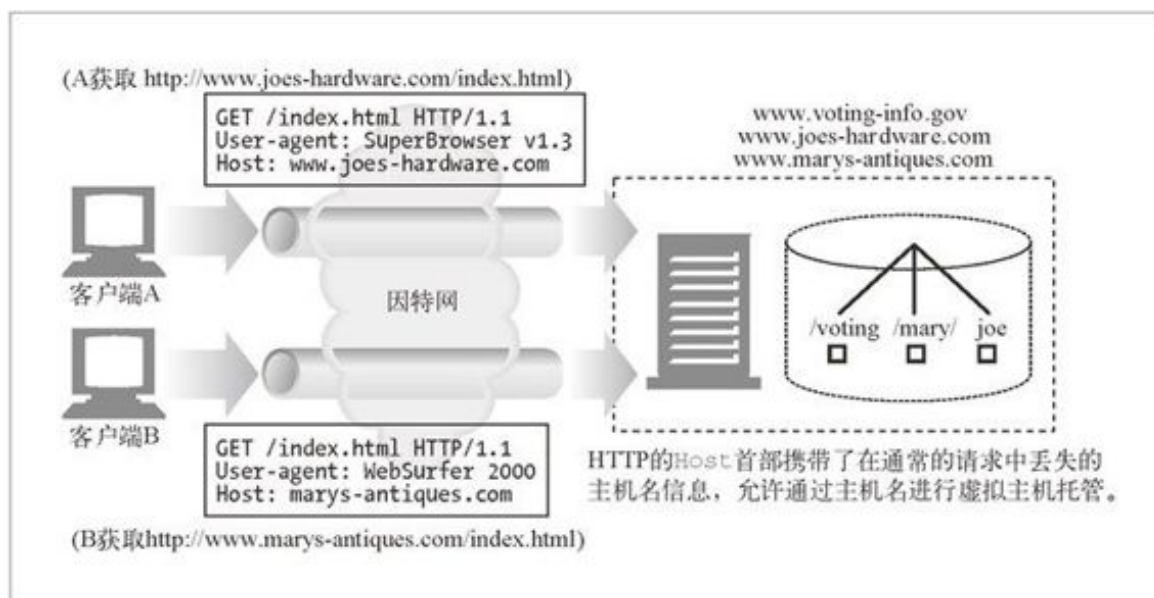 (A获取 http://www.joes-hardware.com/index.html)
GET /index.html HTTP/1.1
User-agent: SuperBrowser v1.3
Host: www.joes-hardware.com
www.voting-info.gov
www.joes-hardware.com
www.marys-antiques.com
客户端A
因特网
/voting /mary/ joe
客户端B
GET /index.html HTTP/1.1
User-agent: WebSurfer 2000
Host: marys-antiques.com
(B获取http://www.marys-antiques.com/index.html)
HTTP的Host首部携带了在通常的请求中丢失的
主机名信息，允许通过主机名进行虚拟主机托管。